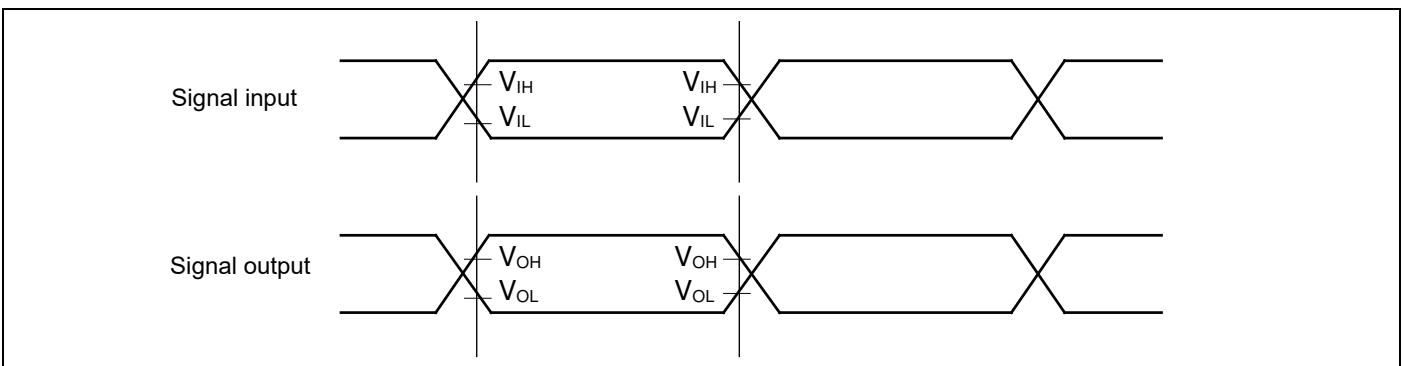 Signal input
VIH
VIH
VIL
VIL
Signal output
VOH
VOH
VOL
VOL